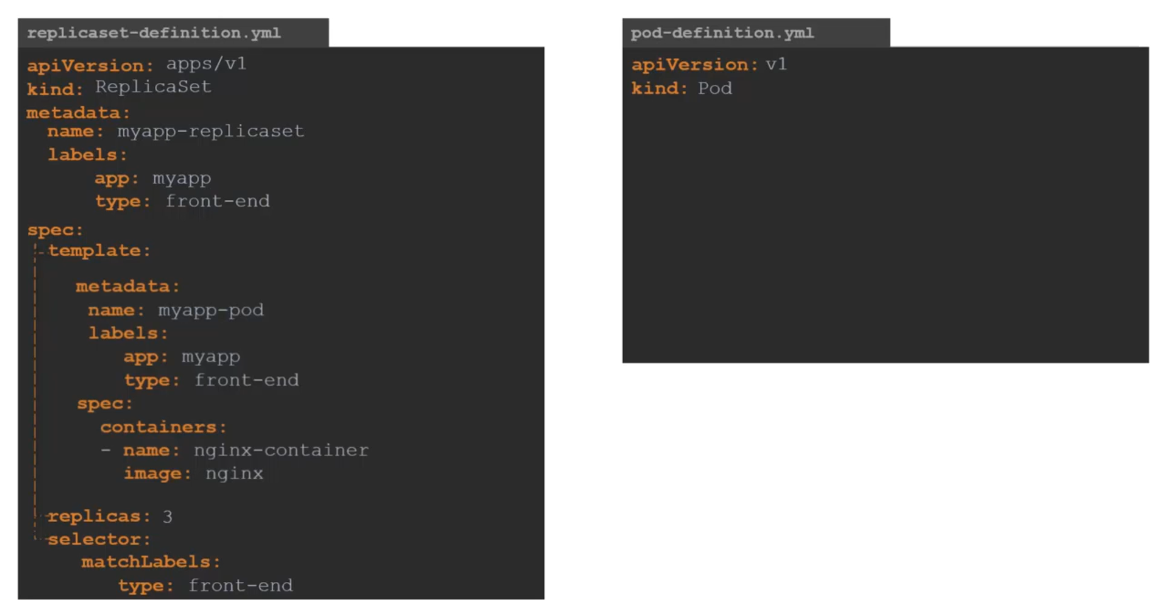 replicaset-definition.yml
apiVersion: apps/v1
kind: ReplicaSet
metadata:
name: myapp-replicaset
labels:
app: myapp
type: front-end
spec:
template:
metadata:
name: myapp-pod
labels:
app: myapp
type: front-end
spec:
containers:
- name: nginx-container
image: nginx
replicas: 3
selector:
matchLabels:
type: front-end
pod-definition.yml
apiVersion: v1
kind: Pod